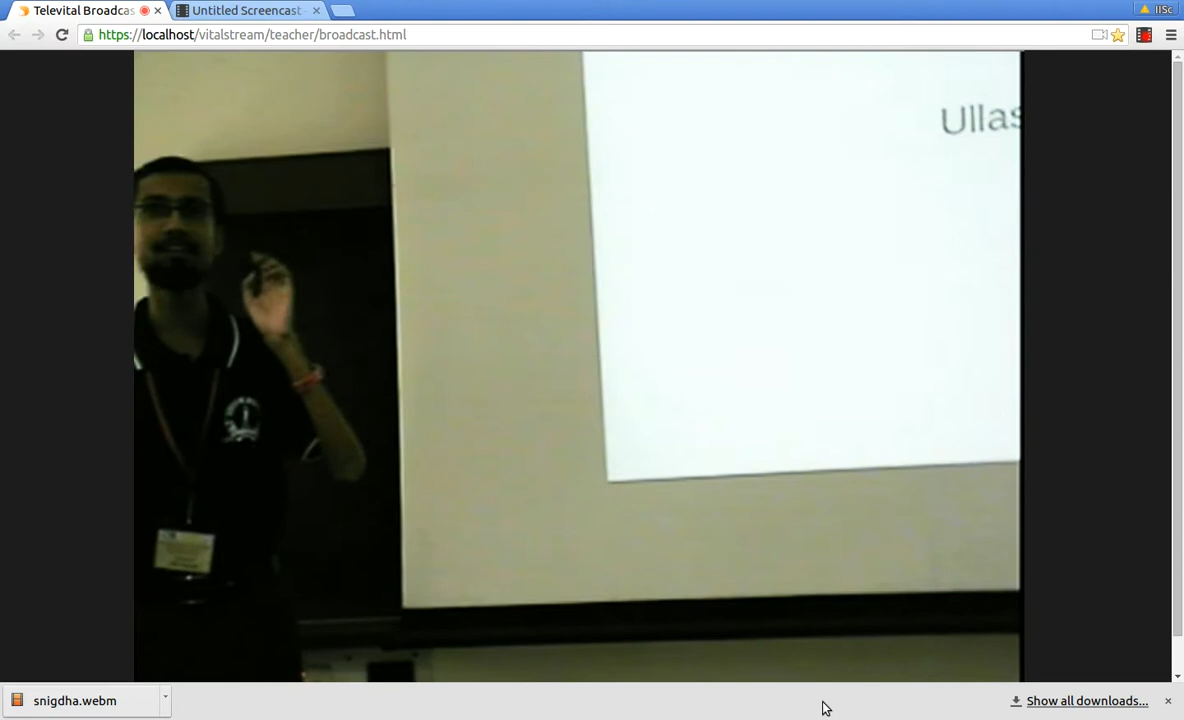 Televital Broadcas
Untitled Screencast -
IISc
https://localhost/vitalstream/teacher/broadcast.html
Ullas
snigdha.webm
Show all downloads...